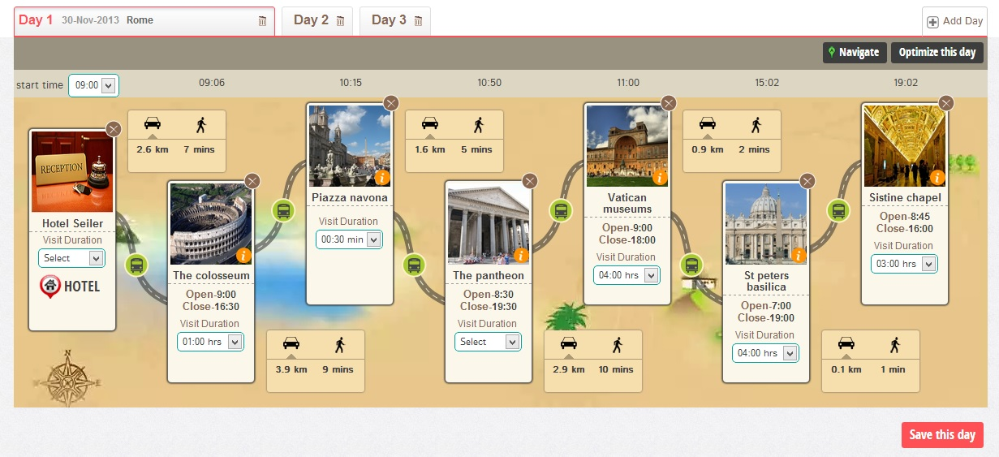 Day 1 30-Nov-2013 Rome
Day 2
Day 3
Add Day
Navigate
Optimize this day
start time 09:00
09:06
10:15
10:50
11:00
15:02
19:02
RECEPTION
Hotel Seiler
Visit Duration
Select
HOTEL
2.6 km 7 mins
i
The colosseum
Open-9:00
Close-16:30
Visit Duration
01:00 hrs
3.9 km 9 mins
i
Piazza navona
Visit Duration
00:30 min
1.6 km 5 mins
i
The pantheon
Open-8:30
Close-19:30
Visit Duration
Select
2.9 km 10 mins
i
Vatican
museums
Open-9:00
Close-18:00
Visit Duration
04:00 hrs
0.9 km 2 mins
i
St peters
basilica
Open-7:00
Close-19:00
Visit Duration
04:00 hrs
0.1 km 1 min
i
Sistine chapel
Open-8:45
Close-16:00
Visit Duration
03:00 hrs
N
Save this day